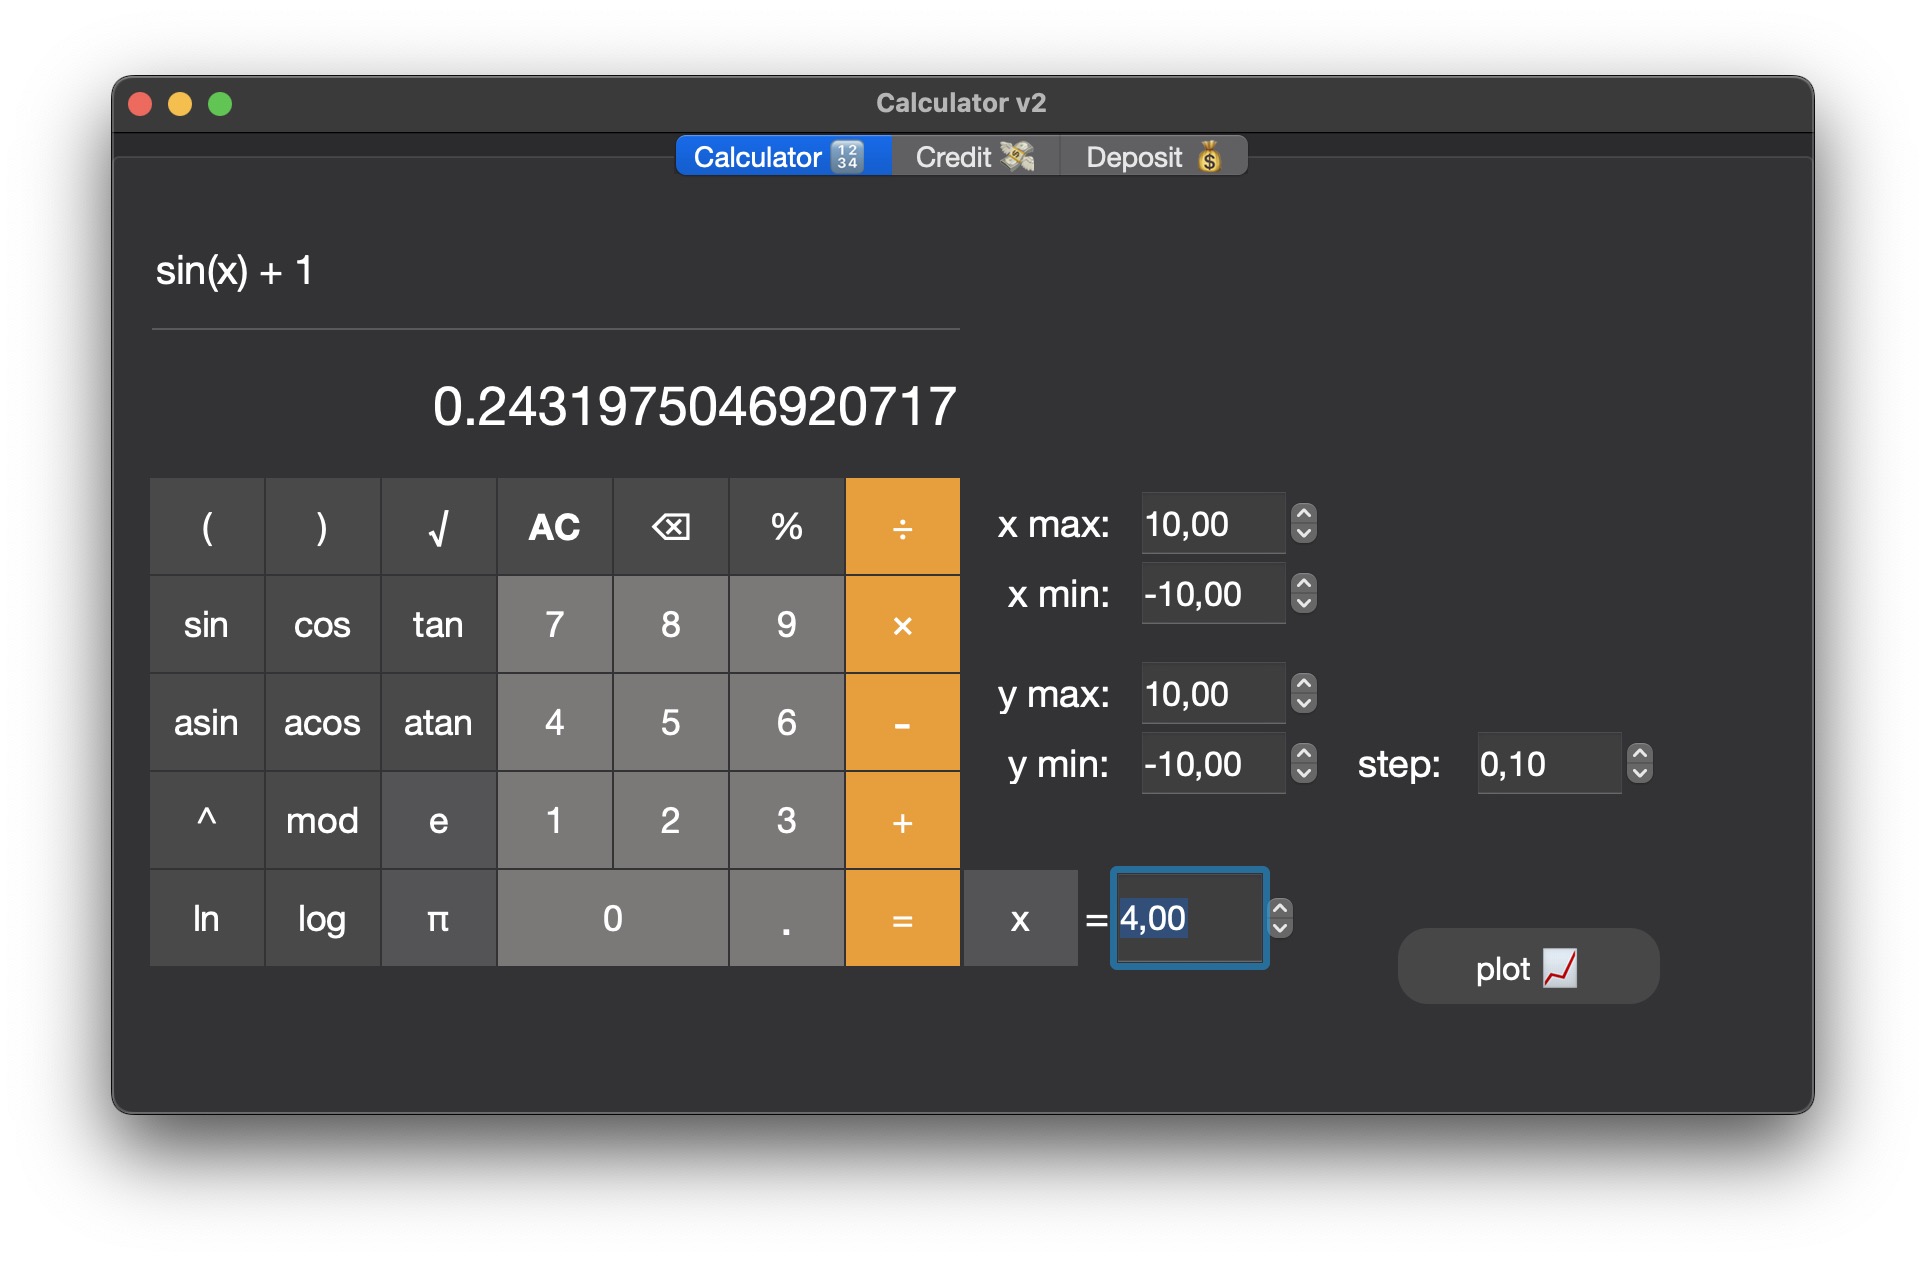 Calculator v2
Calculator 🔢 Credit 💸 Deposit 💰
sin(x) + 1
0.2431975046920717
( ) √ AC ⌫ % ÷
x max: 10,00
sin cos tan 7 8 9 ×
x min: -10,00
asin acos atan 4 5 6 -
y max: 10,00
y min: -10,00 step: 0,10
^ mod e 1 2 3 +
ln log π 0 . = x = 4,00
plot 📈